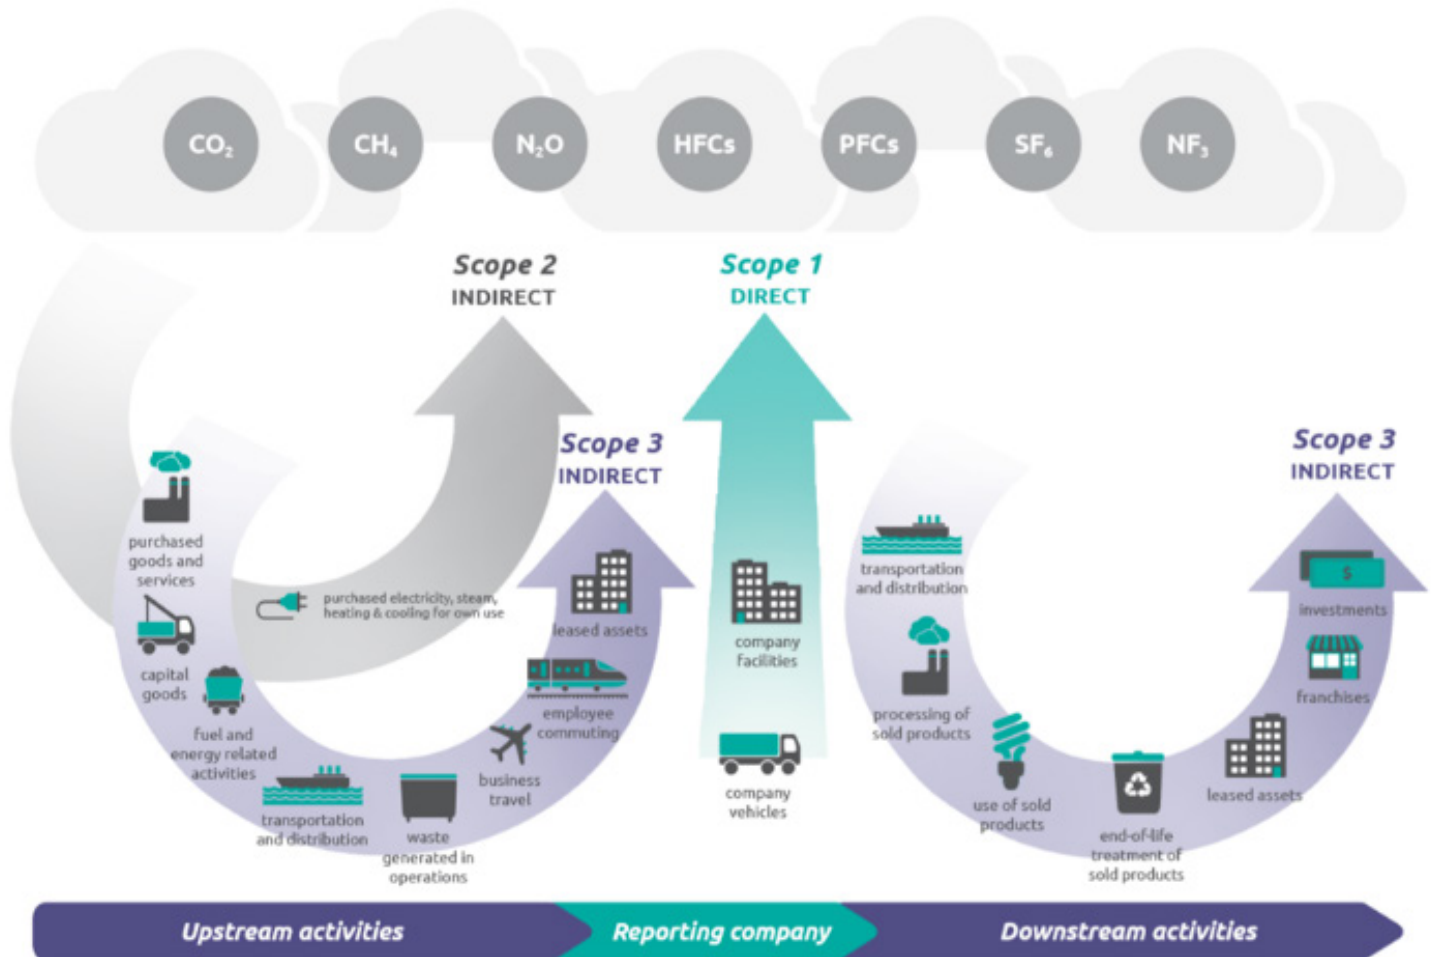 CO₂
CH₄
N₂O
HFCs
PFCs
SF₆
NF₃
Scope 2
INDIRECT
Scope 1
DIRECT
Scope 3
INDIRECT
Scope 3
INDIRECT
purchased
goods and
services
capital
goods
fuel and
energy related
activities
transportation
and distribution
waste
generated in
operations
business
travel
employee
commuting
leased assets
purchased electricity, steam,
heating & cooling for own use
company
facilities
company
vehicles
transportation
and distribution
processing of
sold products
use of sold
products
end-of-life
treatment of
sold products
leased assets
franchises
$
investments
Upstream activities
Reporting company
Downstream activities